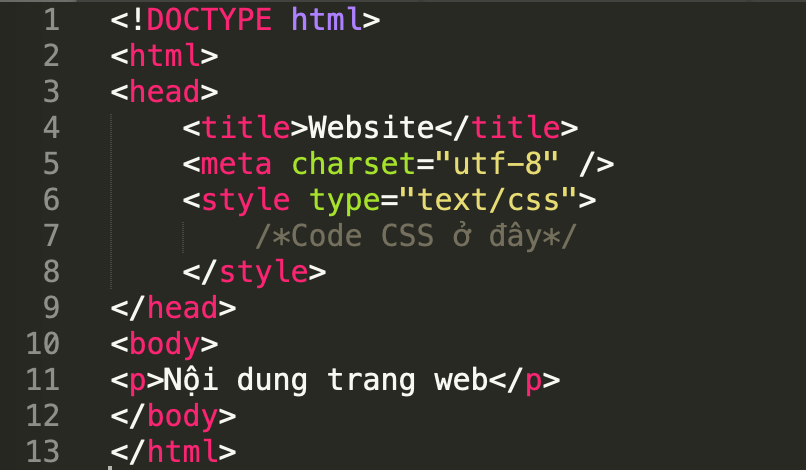 1 <!DOCTYPE html>
2 <html>
3 <head>
4 <title>Website</title>
5 <meta charset="utf-8" />
6 <style type="text/css">
7 /*Code CSS ở đây*/
8 </style>
9 </head>
10 <body>
11 <p>Nội dung trang web</p>
12 </body>
13 </html>